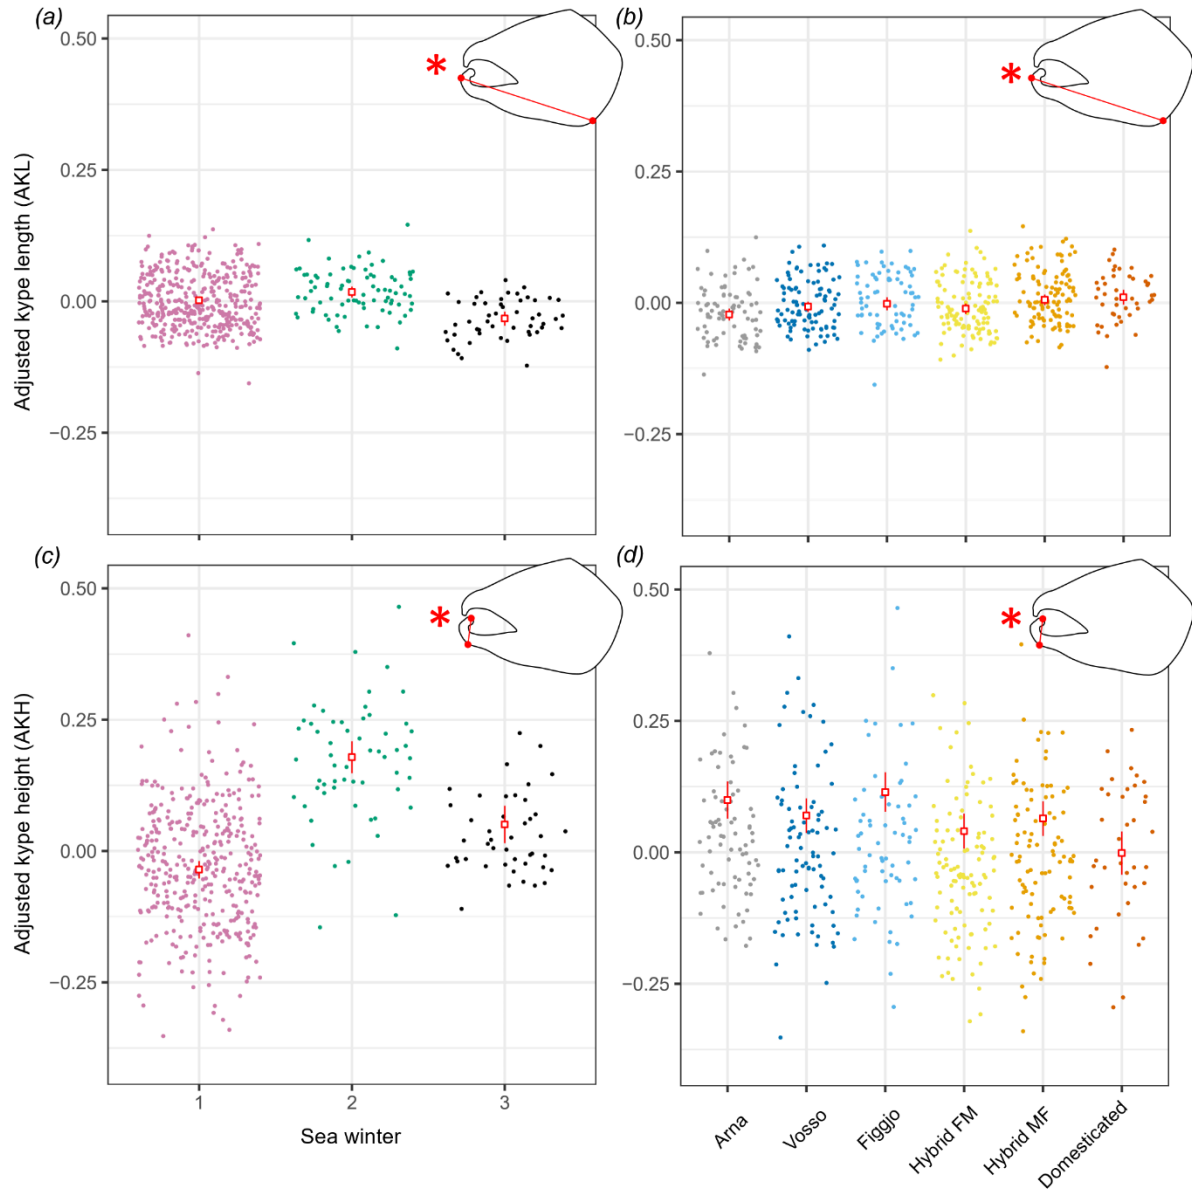 (a)
(b)
0.50
0.25
0.00
−0.25
Adjusted kype length (AKL)
*
0.50
0.25
0.00
−0.25
*
(c)
(d)
0.50
0.25
0.00
−0.25
Adjusted kype height (AKH)
*
1 2 3
Sea winter
0.50
0.25
0.00
−0.25
*
Arna
Vosso
Figgjo
Hybrid FM
Hybrid MF
Domesticated